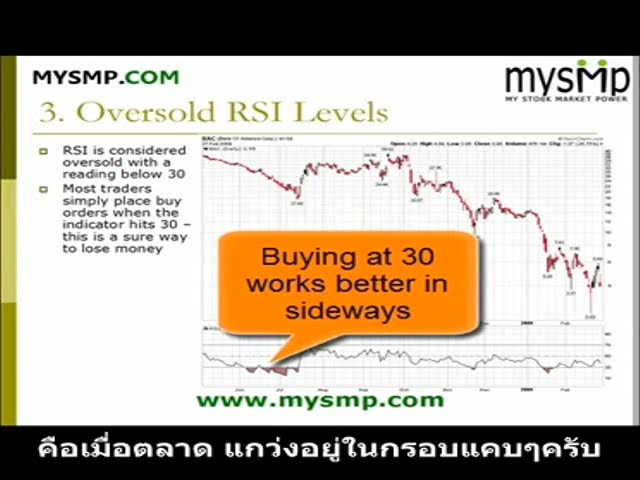 MYSMP.COM
mysmp
MY STOCK MARKET POWER
3. Oversold RSI Levels
RSI is considered
oversold with a
reading below 30
Most traders
simply place buy
orders when the
indicator hits 30 –
this is a sure way
to lose money
Buying at 30
works better in
sideways
www.mysmp.com
คือเมื่อตลาด แกว่งอยู่ในกรอบแคบๆครับ